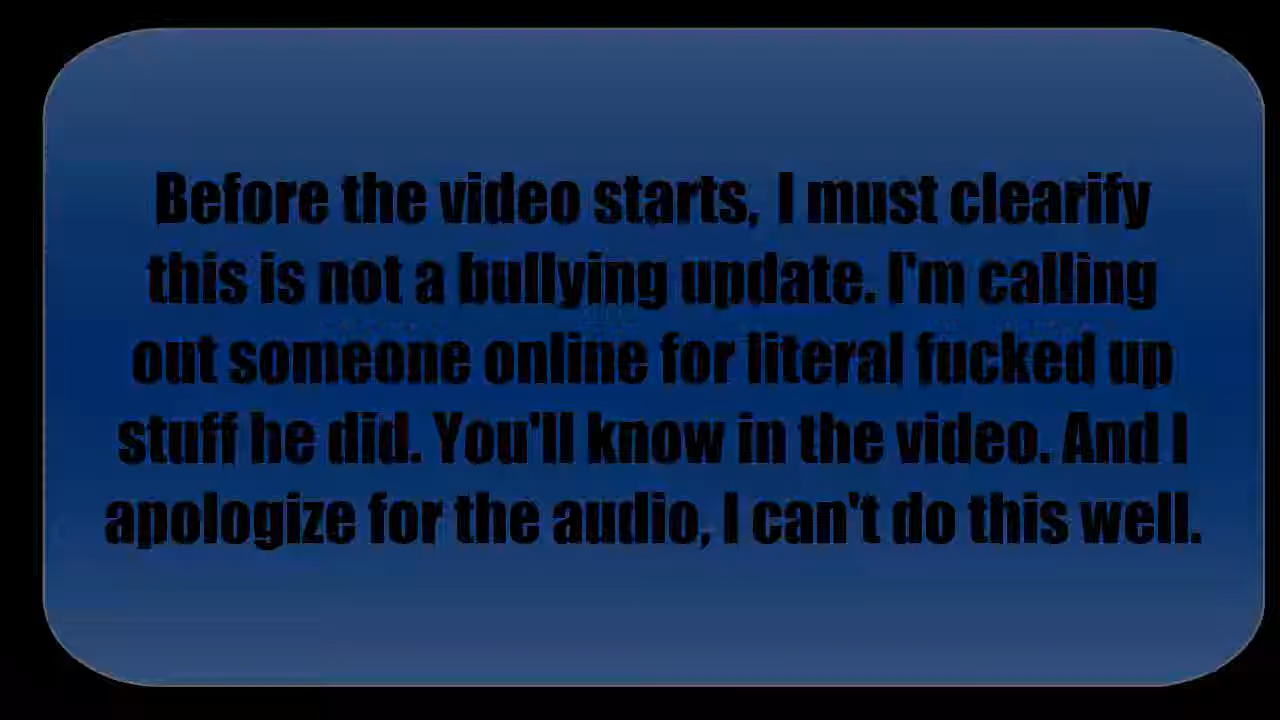 Before the video starts, I must clearify
this is not a bullying update. I'm calling
out someone online for literal fucked up
stuff he did. You'll know in the video. And I
apologize for the audio, I can't do this well.